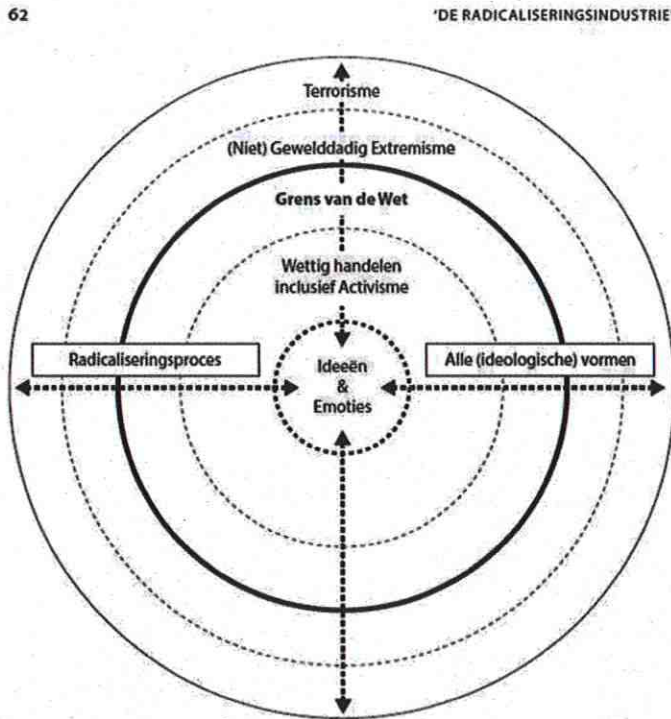 62
'DE RADICALISERINGSINDUSTRIE'
Terrorisme
(Niet) Gewelddadig Extremisme
Grens van de Wet
Wettig handelen
inclusief Activisme
Radicaliseringsproces
Ideeën
&
Emoties
Alle (ideologische) vormen